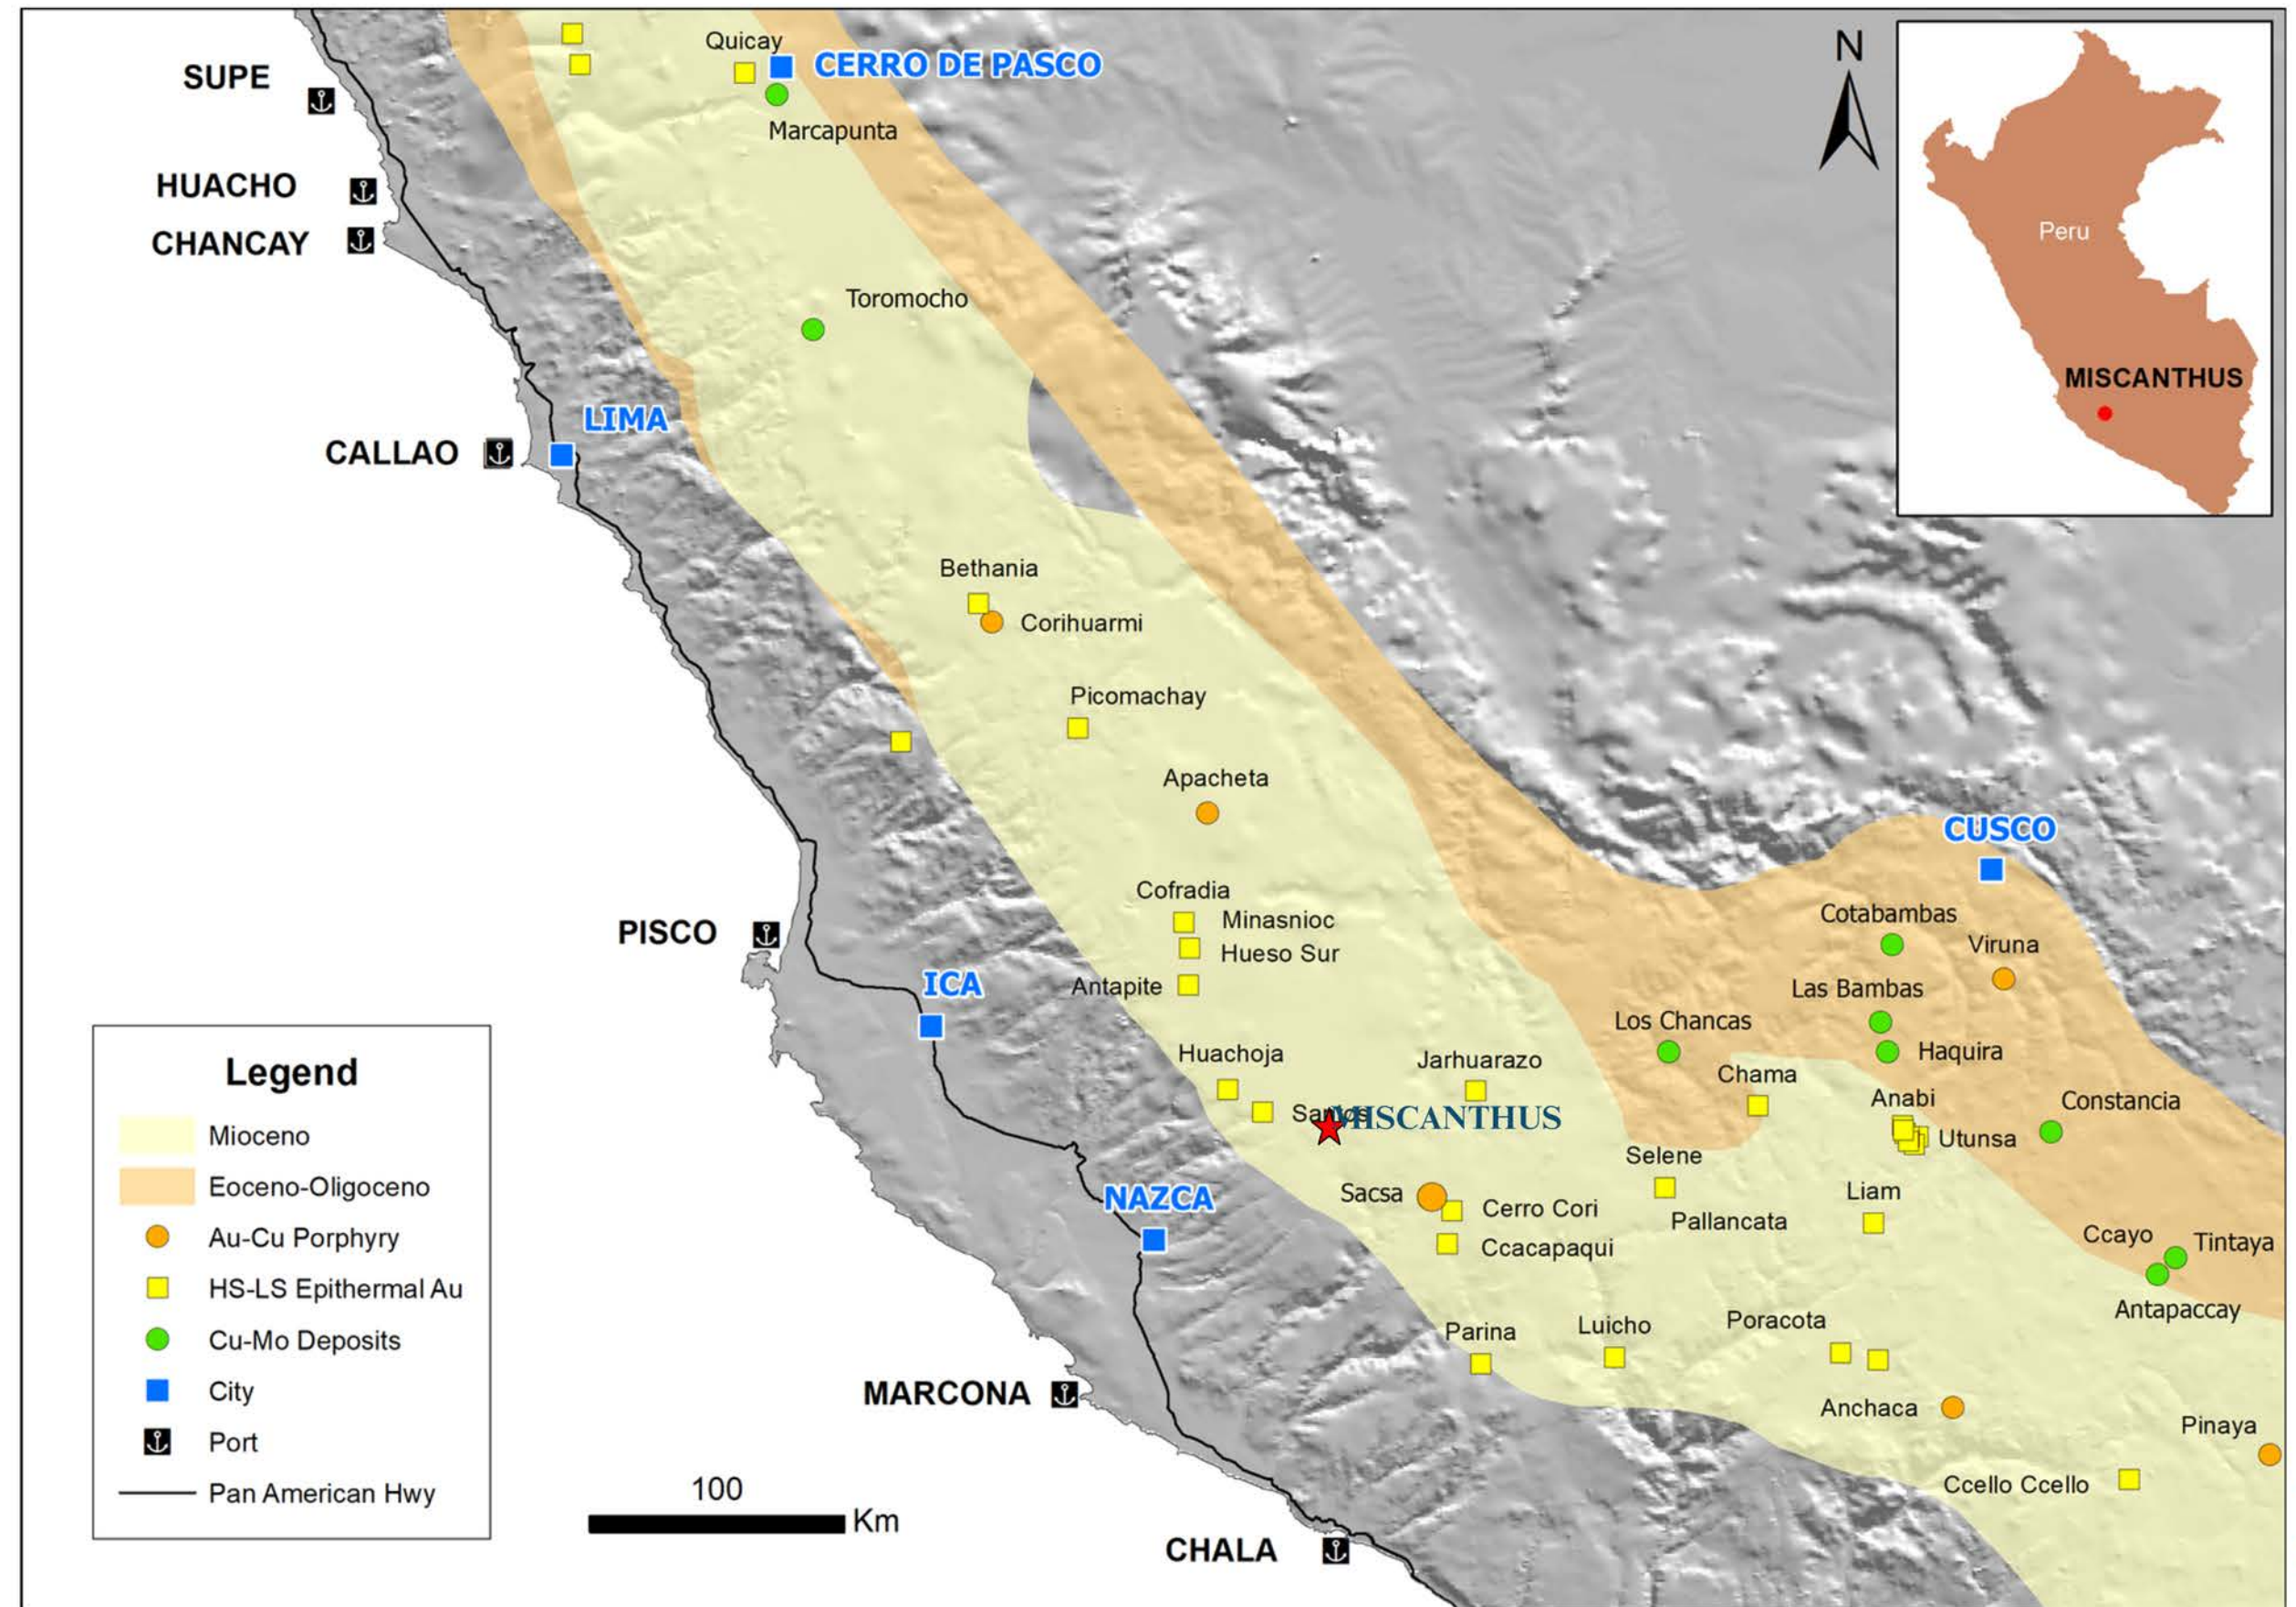 Quicay
CERRO DE PASCO
SUPE
Marcapunta
HUACHO
CHANCAY
Toromocho
LIMA
CALLAO
Bethania
Corihuarmi
Picomachay
Apacheta
CUSCO
Cofradia
Minasnioc
Hueso Sur
Antapite
PISCO
ICA
Cotabambas
Viruna
Las Bambas
Los Chancas
Haquira
Huachoja
Jarhuarazo
Chama
Anabi
Constancia
MISCANTHUS
Utunsa
Selene
Sacsa
Cerro Cori
Pallancata
Liam
NAZCA
Ccacapaqui
Ccayo
Tintaya
Antapaccay
Parina
Luicho
Poracota
MARCONA
Anchaca
Pinaya
Ccello Ccello
CHALA
N
Peru
MISCANTHUS
Legend
Mioceno
Eoceno-Oligoceno
Au-Cu Porphyry
HS-LS Epithermal Au
Cu-Mo Deposits
City
Port
Pan American Hwy
100
Km